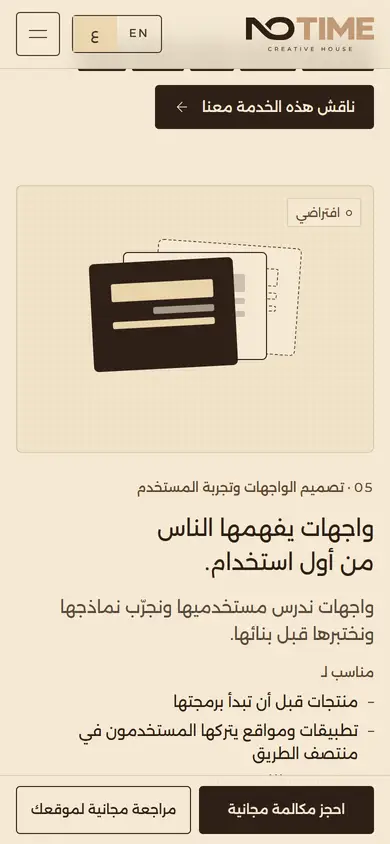 NOTIME
CREATIVE HOUSE
EN
ع
ناقش هذه الخدمة معنا ←
افتراضي
05 · تصميم الواجهات وتجربة المستخدم
واجهات يفهمها الناس
من أول استخدام.
واجهات ندرس مستخدميها ونجرّب نماذجها
ونختبرها قبل بنائها.
مناسب لـ
– منتجات قبل أن تبدأ برمجتها
– تطبيقات ومواقع يتركها المستخدمون في
منتصف الطريق
احجز مكالمة مجانية
مراجعة مجانية لموقعك